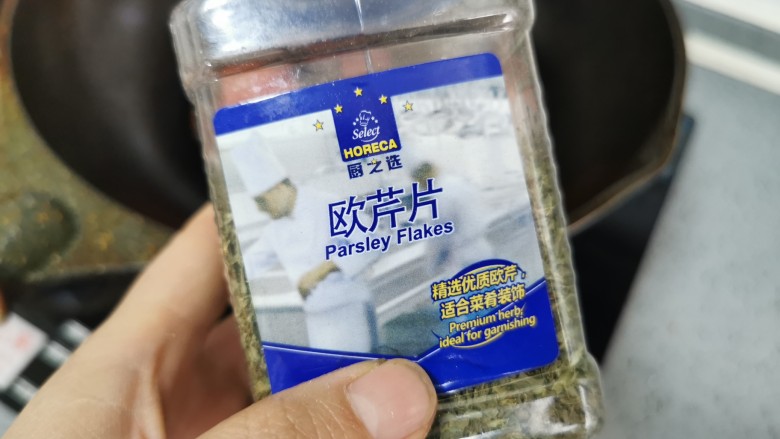 Select
HORECA
厨之选
欧芹片
Parsley Flakes
精选优质欧芹,
适合菜肴装饰
Premium herb,
ideal for garnishing